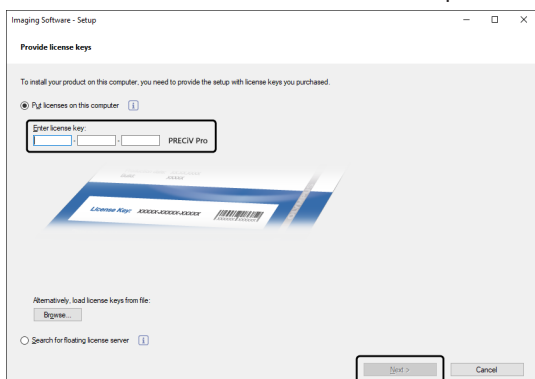 Imaging Software - Setup
Provide license keys
To install your product on this computer, you need to provide the setup with license keys you purchased.
Put licenses on this computer
Enter license key:
- - PRECiV Pro
License Key: XXXXX-XXXXX-XXXXX
Alternatively, load license keys from file:
Browse...
Search for floating license server
Next > Cancel